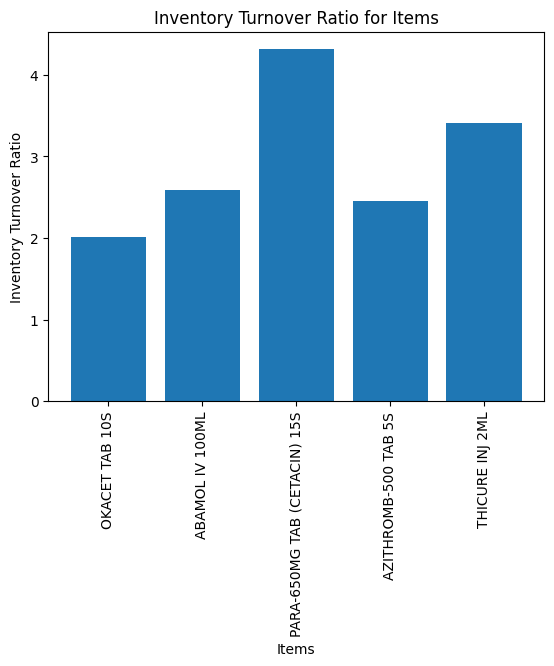 Inventory Turnover Ratio for Items
Inventory Turnover Ratio
4
3
2
1
0
OKACET TAB 10S
ABAMOL IV 100ML
PARA-650MG TAB (CETACIN) 15S
AZITHROMB-500 TAB 5S
THICURE INJ 2ML
Items